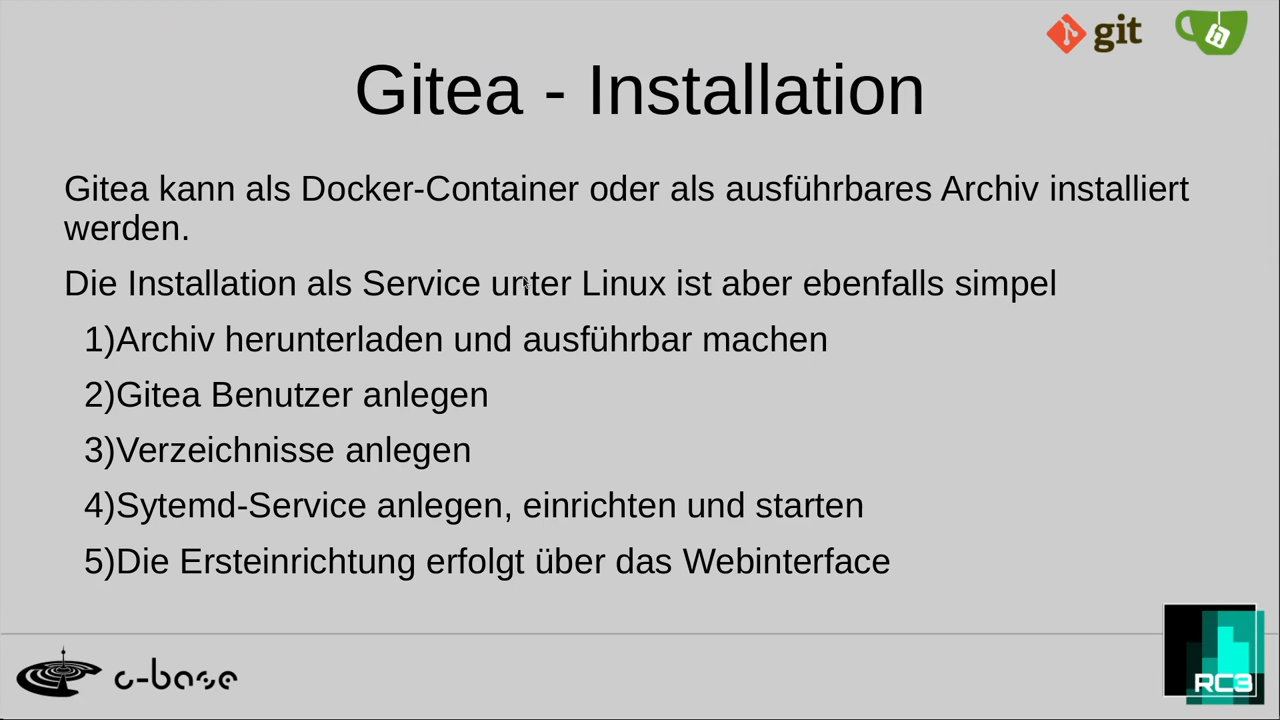 git
Gitea - Installation
Gitea kann als Docker-Container oder als ausführbares Archiv installiert
werden.
Die Installation als Service unter Linux ist aber ebenfalls simpel
1)Archiv herunterladen und ausführbar machen
2)Gitea Benutzer anlegen
3)Verzeichnisse anlegen
4)Sytemd-Service anlegen, einrichten und starten
5)Die Ersteinrichtung erfolgt über das Webinterface
c-base
RC3